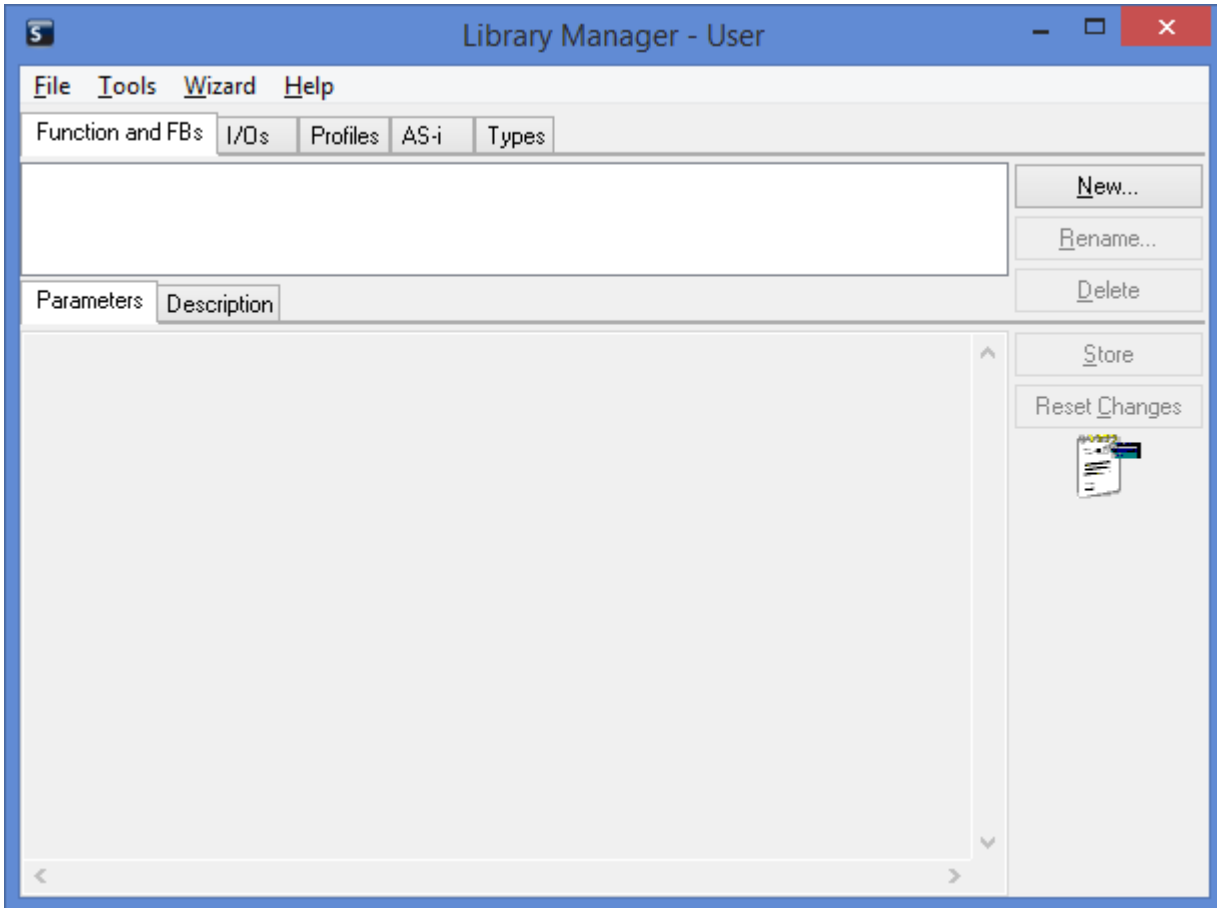 S
Library Manager - User
File Tools Wizard Help
Function and FBs I/Os Profiles AS-i Types
New...
Rename...
Delete
Parameters Description
Store
Reset Changes